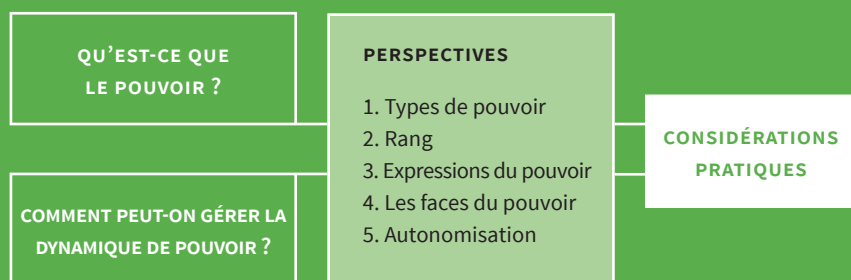 QU’EST-CE QUE
LE POUVOIR ?
COMMENT PEUT-ON GÉRER LA
DYNAMIQUE DE POUVOIR ?
PERSPECTIVES
1. Types de pouvoir
2. Rang
3. Expressions du pouvoir
4. Les faces du pouvoir
5. Autonomisation
CONSIDÉRATIONS
PRATIQUES